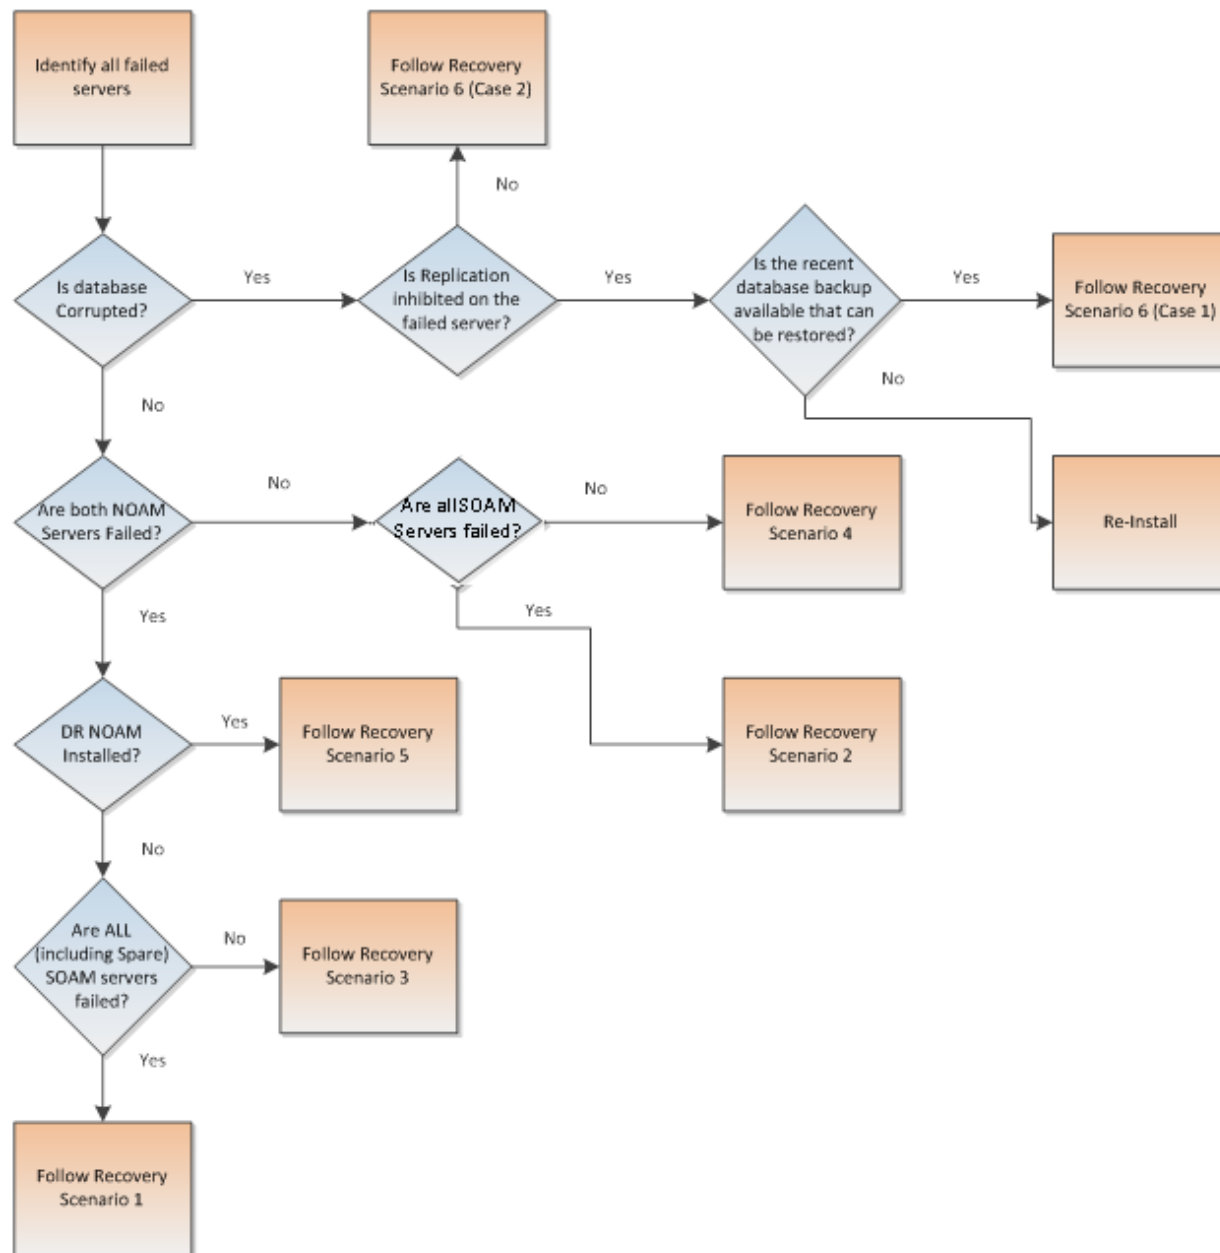 Identify all failed
servers
Follow Recovery
Scenario 6 (Case 2)
No
Is database
Corrupted?
Yes
Is Replication
inhibited on the
failed server?
Yes
Is the recent
database backup
available that can
be restored?
Yes
Follow Recovery
Scenario 6 (Case 1)
No
No
Are both NOAM
Servers Failed?
No
Are allSOAM
Servers failed?
No
Follow Recovery
Scenario 4
Re-Install
Yes
Yes
DR NOAM
Installed?
Yes
Follow Recovery
Scenario 5
Follow Recovery
Scenario 2
No
Are ALL
(including Spare)
SOAM servers
failed?
No
Follow Recovery
Scenario 3
Yes
Follow Recovery
Scenario 1